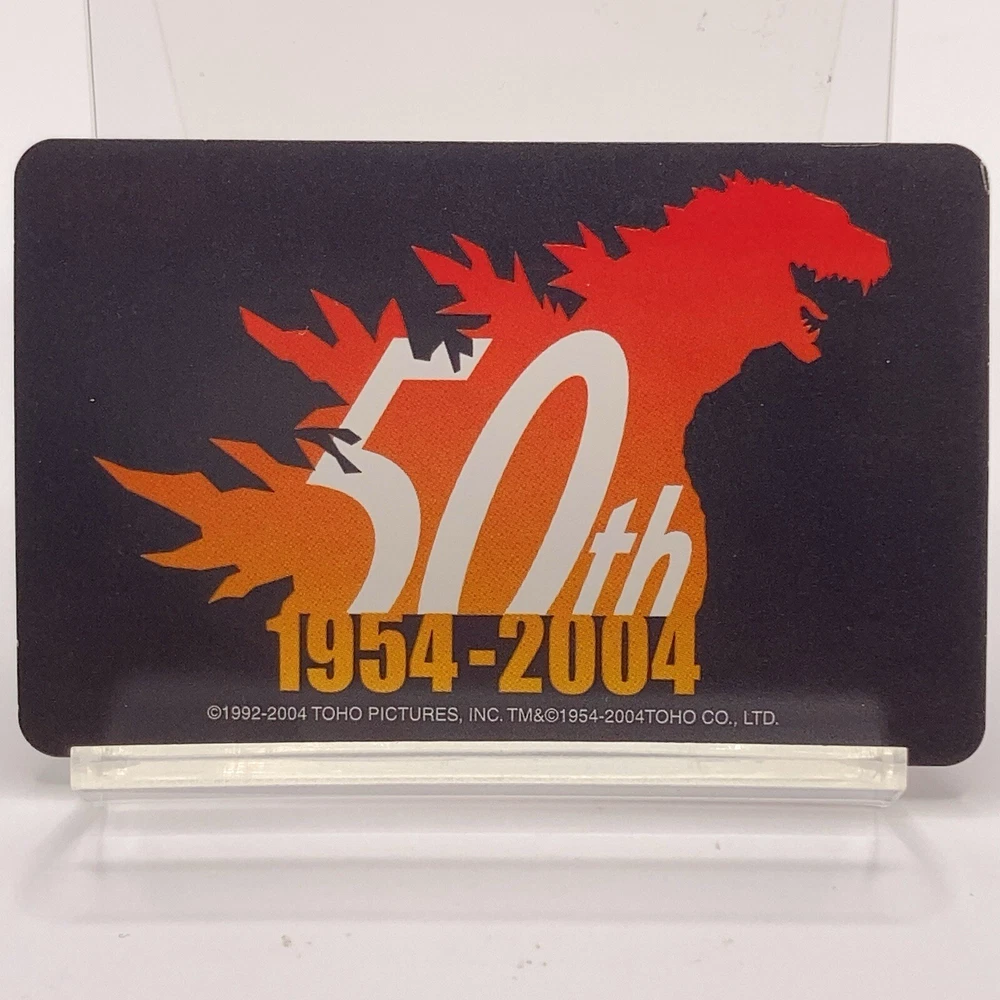 50th
1954-2004
©1992-2004 TOHO PICTURES, INC. TM&©1954-2004TOHO CO., LTD.